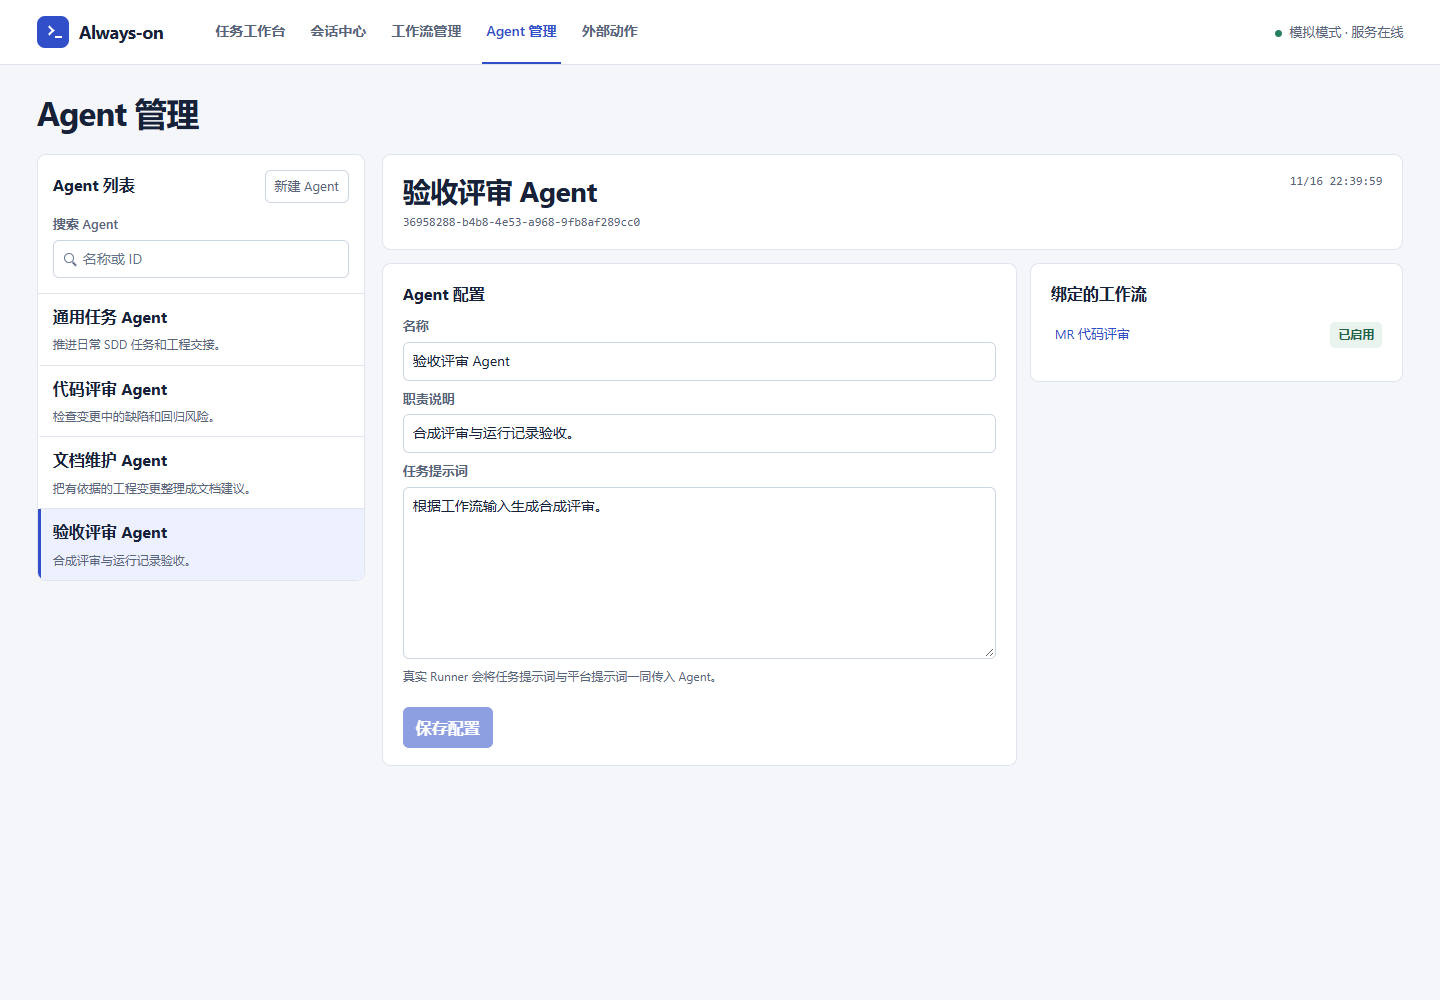 Always-on
任务工作台
会话中心
工作流管理
Agent 管理
外部动作
模拟模式 · 服务在线
Agent 管理
Agent 列表
新建 Agent
搜索 Agent
名称或 ID
通用任务 Agent
推进日常 SDD 任务和工程交接。
代码评审 Agent
检查变更中的缺陷和回归风险。
文档维护 Agent
把有依据的工程变更整理成文档建议。
验收评审 Agent
合成评审与运行记录验收。
验收评审 Agent
11/16 22:39:59
36958288-b4b8-4e53-a968-9fb8af289cc0
Agent 配置
名称
验收评审 Agent
职责说明
合成评审与运行记录验收。
任务提示词
根据工作流输入生成合成评审。
真实 Runner 会将任务提示词与平台提示词一同传入 Agent。
保存配置
绑定的工作流
MR 代码评审
已启用